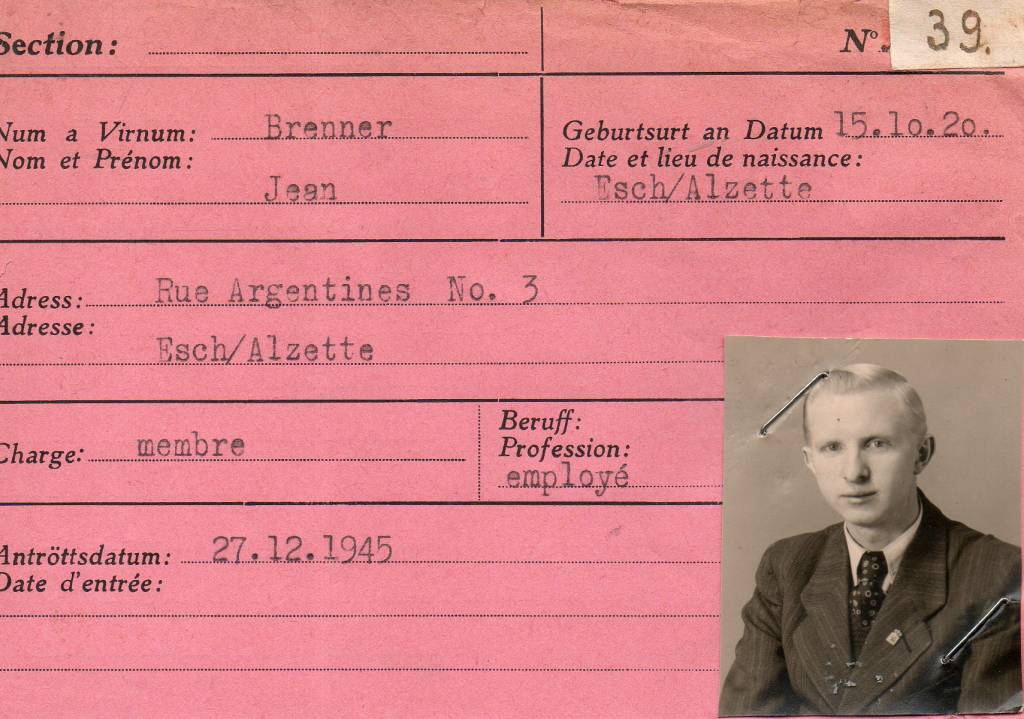 Section:
N° 39.
Num a Virnum: Brenner
Nom et Prénom:
Jean
Geburtsurt an Datum 15.10.20.
Date et lieu de naissance:
Esch/Alzette
Adress: Rue Argentines No. 3
Adresse:
Esch/Alzette
Charge: membre
Beruff:
Profession:
employé
Antröttsdatum: 27.12.1945
Date d'entrée: